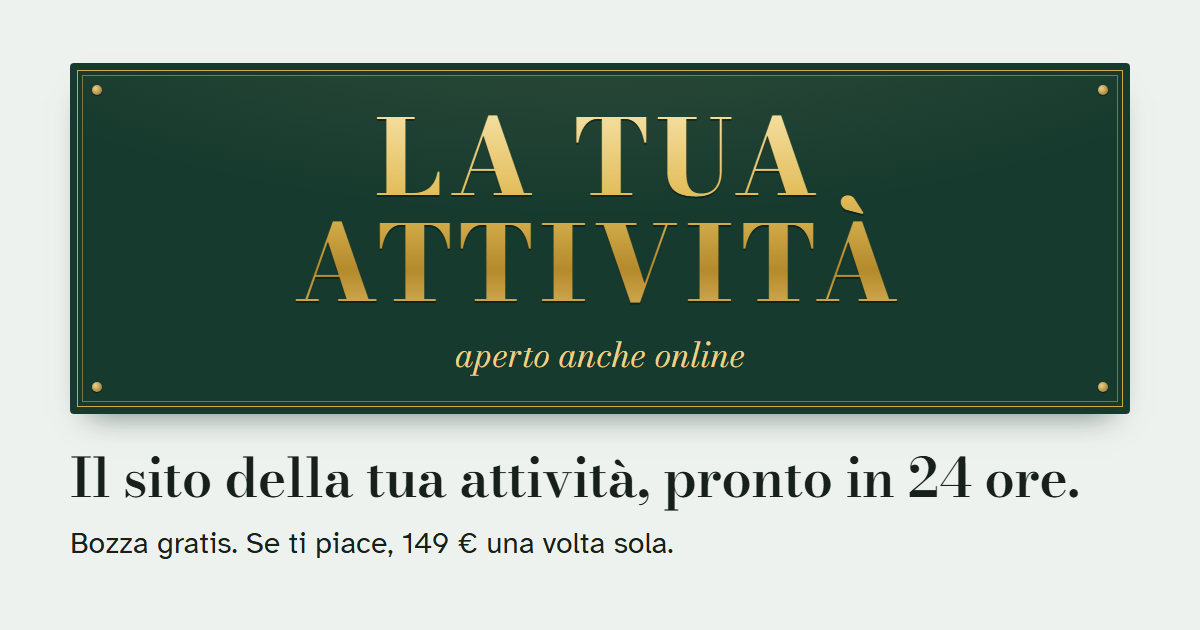 LA TUA
ATTIVITÀ
aperto anche online
Il sito della tua attività, pronto in 24 ore.
Bozza gratis. Se ti piace, 149 € una volta sola.